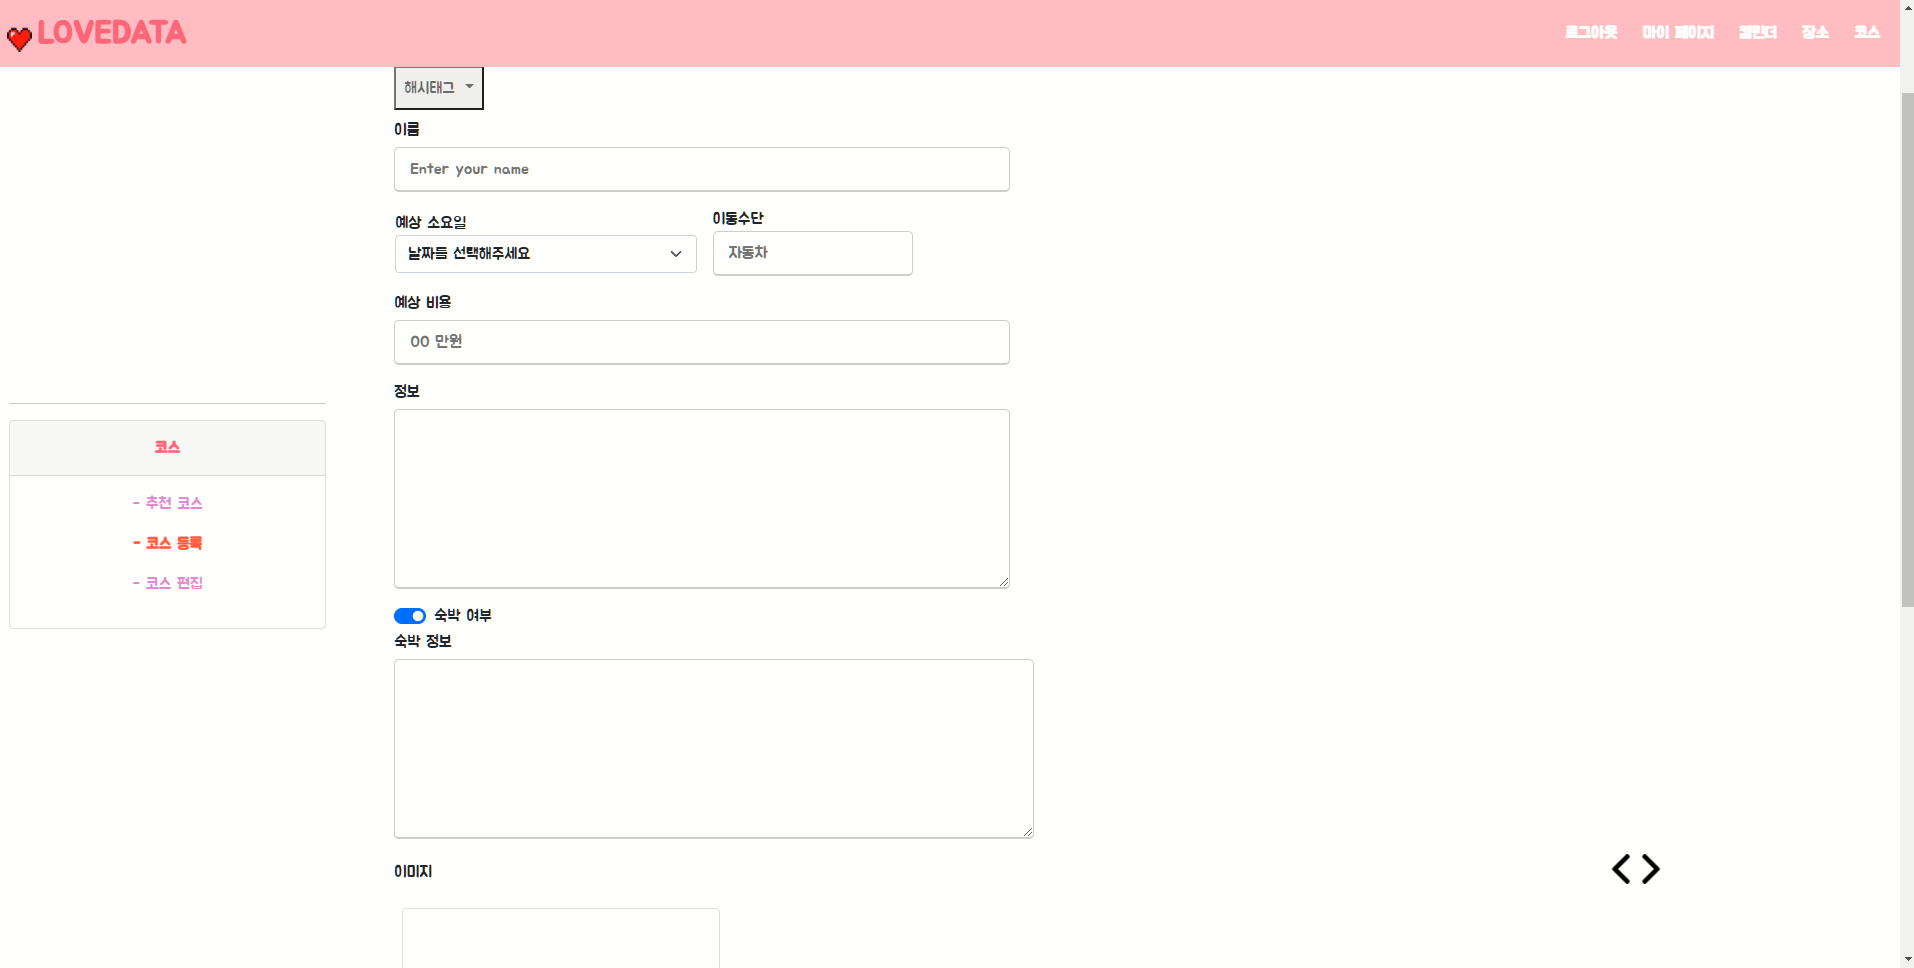 LOVEDATA
로그아웃 마이 페이지 캘린더 장소 코스
해시태그
이름
Enter your name
예상 소요일
이동수단
날짜를 선택해주세요
자동차
예상 비용
00 만원
정보
코스
- 추천 코스
- 코스 등록
- 코스 편집
숙박 여부
숙박 정보
이미지